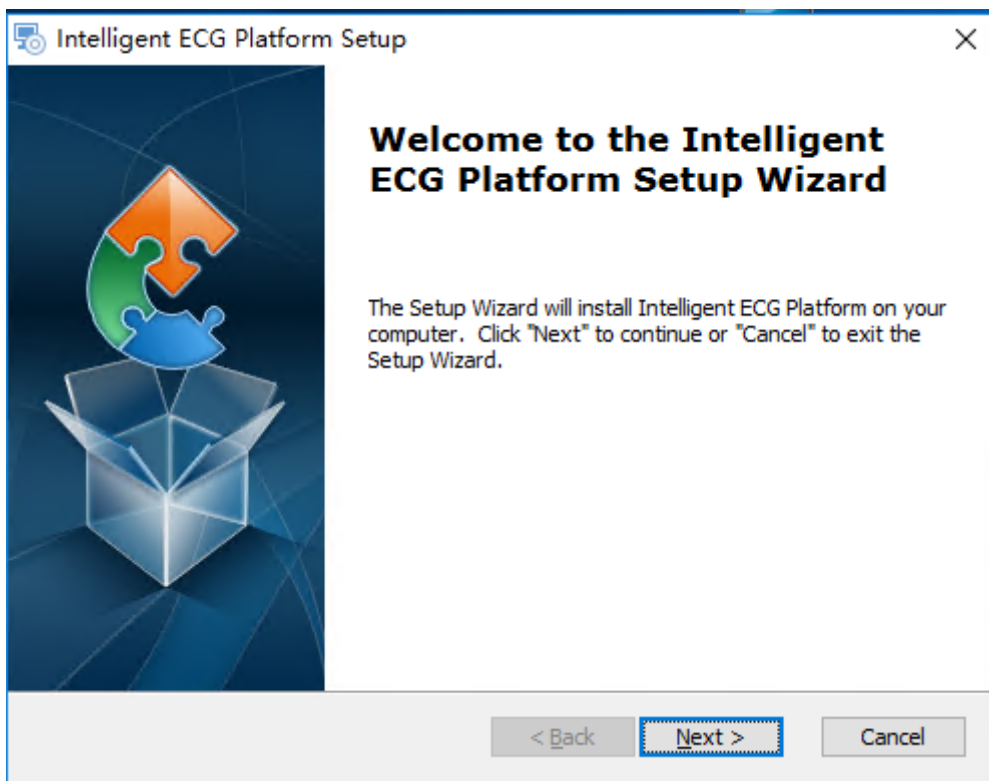 Intelligent ECG Platform Setup
Welcome to the Intelligent
ECG Platform Setup Wizard
The Setup Wizard will install Intelligent ECG Platform on your
computer. Click "Next" to continue or "Cancel" to exit the
Setup Wizard.
< Back Next > Cancel